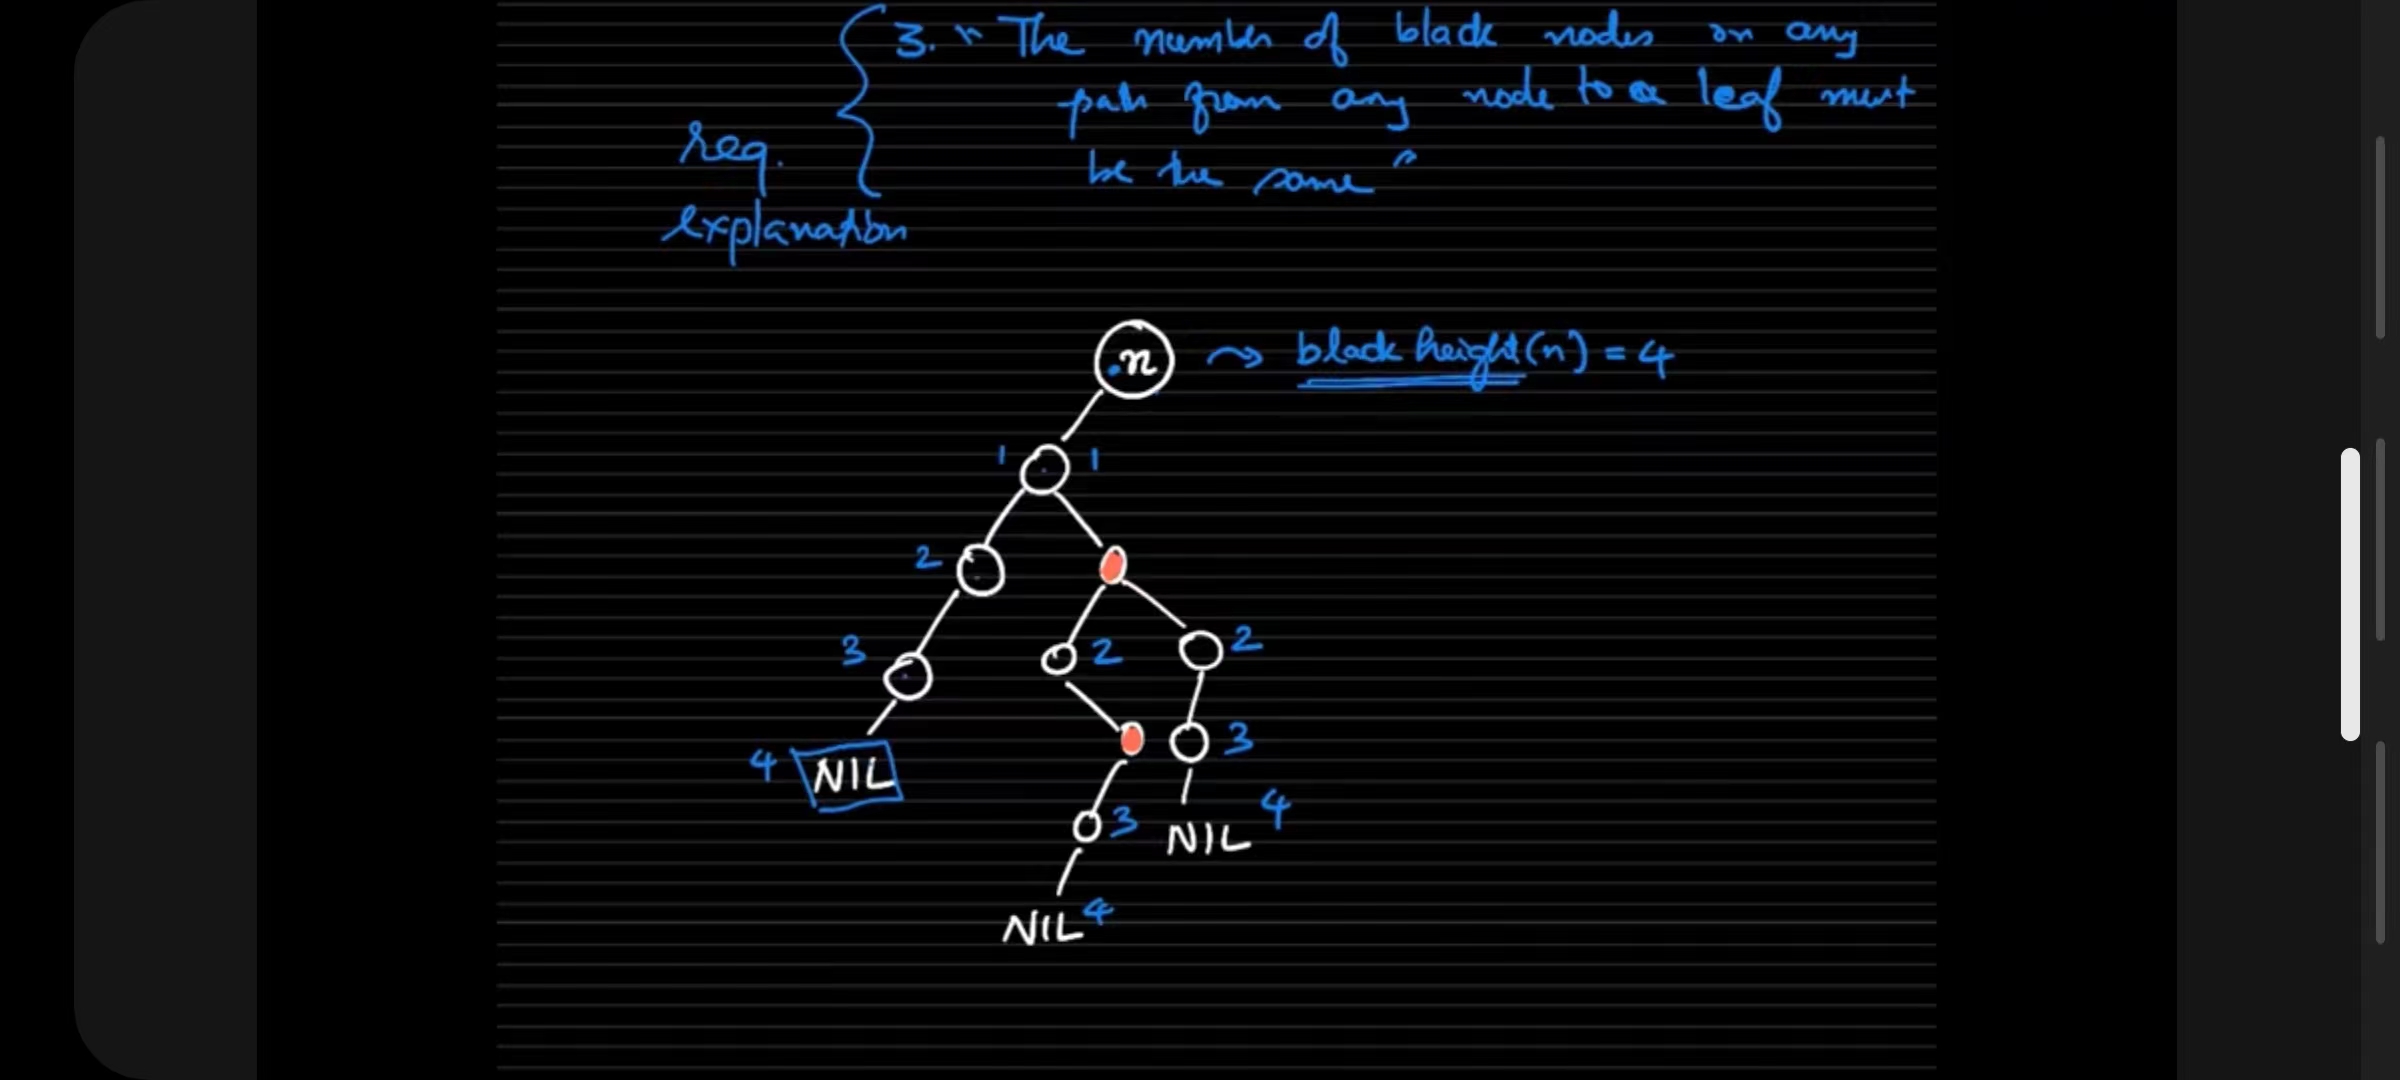 3. " The number of black nodes on any
path from any node to a leaf must
be the same "
req.
explanation
n → black height (n) = 4
1 1
2
3 2 2
3
4 NIL
3 4
NIL
NIL 4